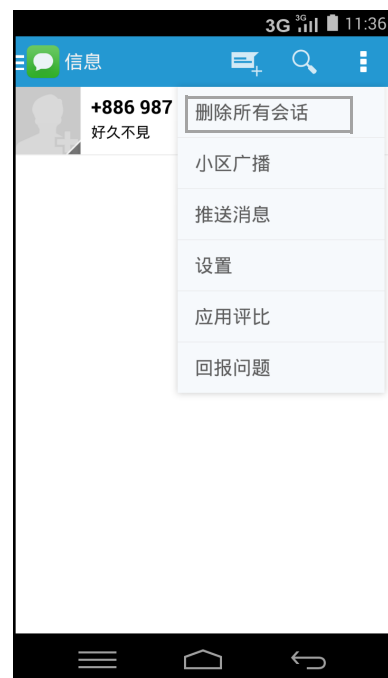 3G 3G 11:36
信息
+886 987
好久不見
删除所有会话
小区广播
推送消息
设置
应用评比
回报问题